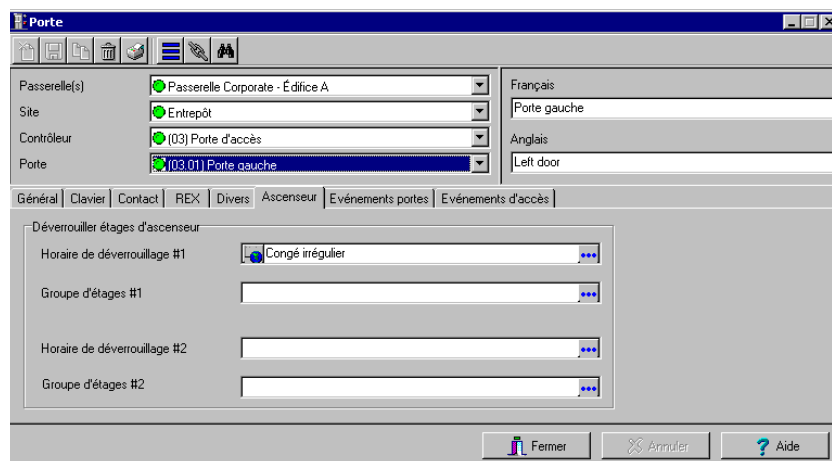 Porte
Passerelle(s) Passerelle Corporate - Édifice A
Site Entrepôt
Contrôleur (03) Porte d'accès
Porte (03.01) Porte gauche
Français
Porte gauche
Anglais
Left door
Général Clavier Contact REX Divers Ascenseur Evénements portes Evénements d'accès
Déverrouiller étages d'ascenseur
Horaire de déverrouillage #1 Congé irrégulier
Groupe d'étages #1
Horaire de déverrouillage #2
Groupe d'étages #2
Fermer Annuler Aide